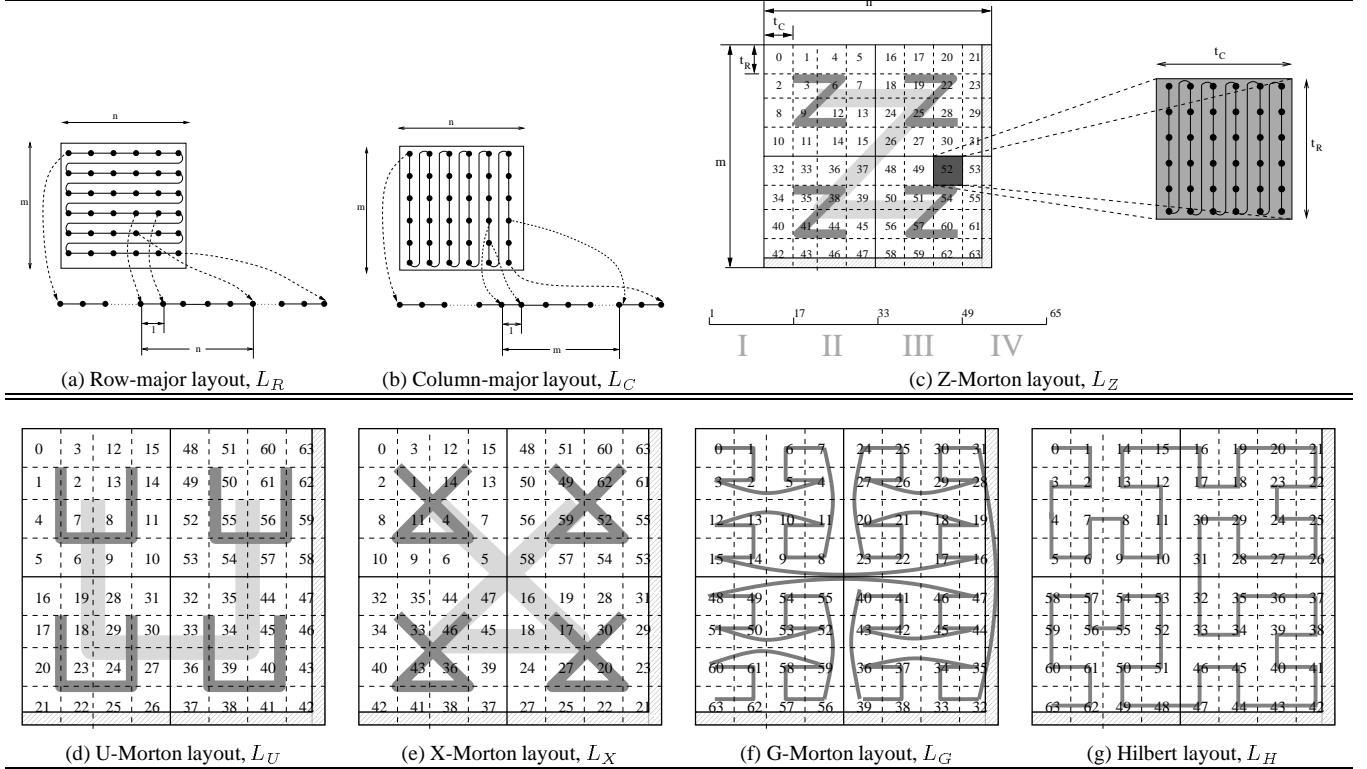 n
m
1
n
(a) Row-major layout, L_R
n
m
1
m
(b) Column-major layout, L_C
n
t_C
t_R
m
0 1 4 5 16 17 20 21
2 3 6 7 18 19 22 23
8 9 12 13 24 25 28 29
10 11 14 15 26 27 30 31
32 33 36 37 48 49 52 53
34 35 38 39 50 51 54 55
40 41 44 45 56 57 60 61
42 43 46 47 58 59 62 63
t_C
t_R
1 17 33 49 65
I II III IV
(c) Z-Morton layout, L_Z
0 3 12 15 48 51 60 63
1 2 13 14 49 50 61 62
4 7 8 11 52 55 56 59
5 6 9 10 53 54 57 58
16 19 28 31 32 35 44 47
17 18 29 30 33 34 45 46
20 23 24 27 36 39 40 43
21 22 25 26 37 38 41 42
(d) U-Morton layout, L_U
0 3 12 15 48 51 60 63
2 1 14 13 50 49 62 61
8 11 4 7 56 59 52 55
10 9 6 5 58 57 54 53
32 35 44 47 16 19 28 31
34 33 46 45 18 17 30 29
40 43 36 39 24 27 20 23
42 41 38 37 27 25 22 21
(e) X-Morton layout, L_X
0 1 6 7 24 25 30 31
3 2 5 4 27 26 29 28
12 13 10 11 20 21 18 19
15 14 9 8 23 22 17 16
48 49 54 55 40 41 46 47
51 50 53 52 43 42 45 44
60 61 58 59 36 37 34 35
63 62 57 56 39 38 33 32
(f) G-Morton layout, L_G
0 1 14 15 16 19 20 21
3 2 13 12 17 18 23 22
4 7 8 11 30 29 24 25
5 6 9 10 31 28 27 26
58 57 54 53 32 35 36 37
59 56 55 52 33 34 39 38
60 61 50 51 46 45 40 41
63 62 49 48 47 44 43 42
(g) Hilbert layout, L_H